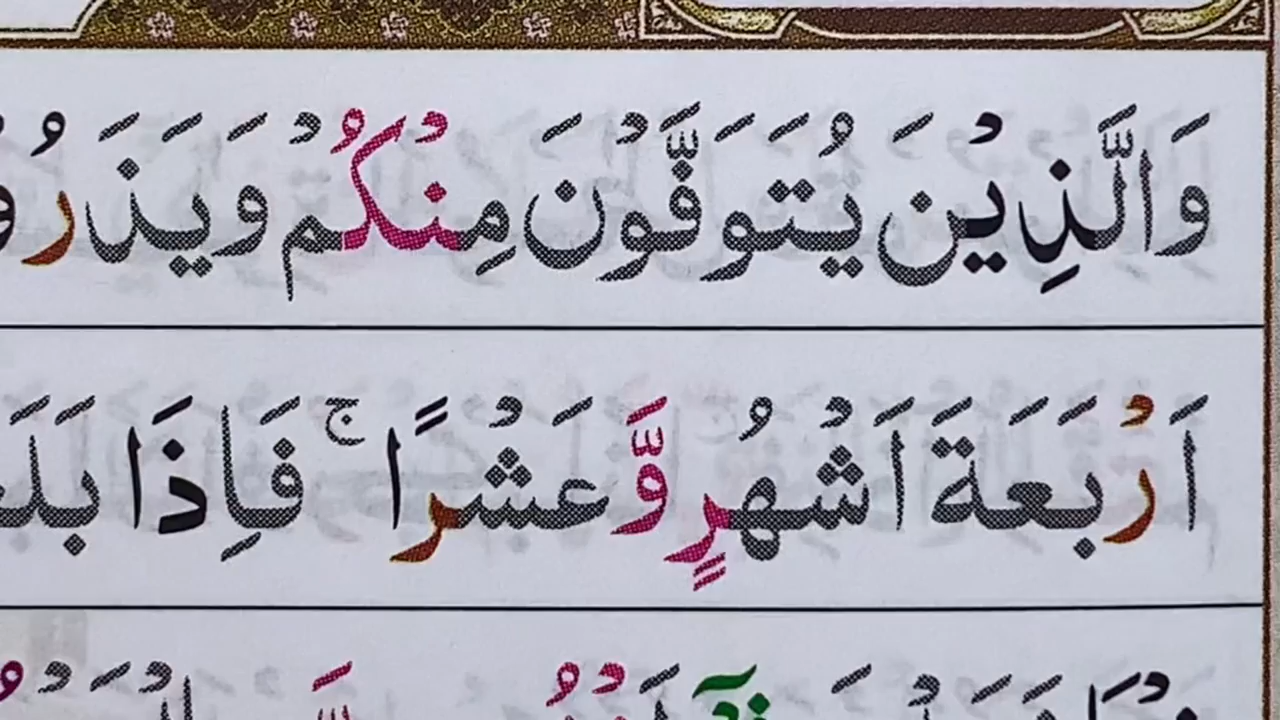 وَالَّذِيْنَ يُتَوَفَّوْنَ مِنْكُمْ وَيَذَرُو
اَرْبَعَةَ اَشْهُرٍ وَّعَشْرًا ۚ فَاِذَا بَلَغ